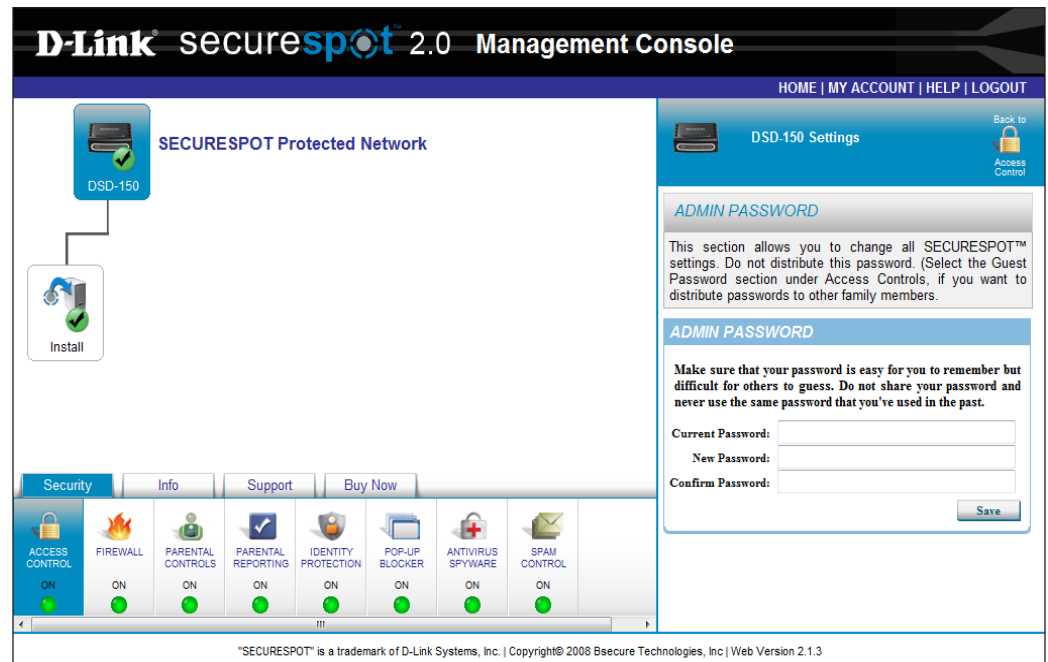 D-Link® securespot™ 2.0 Management Console
HOME | MY ACCOUNT | HELP | LOGOUT
DSD-150
SECURESPOT Protected Network
Install
DSD-150 Settings
Back to
Access
Control
ADMIN PASSWORD
This section allows you to change all SECURESPOT™
settings. Do not distribute this password. (Select the Guest
Password section under Access Controls, if you want to
distribute passwords to other family members.
ADMIN PASSWORD
Make sure that your password is easy for you to remember but
difficult for others to guess. Do not share your password and
never use the same password that you've used in the past.
Current Password:
New Password:
Confirm Password:
Save
Security Info Support Buy Now
ACCESS
CONTROL
ON
FIREWALL
ON
PARENTAL
CONTROLS
ON
PARENTAL
REPORTING
ON
IDENTITY
PROTECTION
ON
POP-UP
BLOCKER
ON
ANTIVIRUS
SPYWARE
ON
SPAM
CONTROL
ON
"SECURESPOT" is a trademark of D-Link Systems, Inc. | Copyright© 2008 Bsecure Technologies, Inc | Web Version 2.1.3